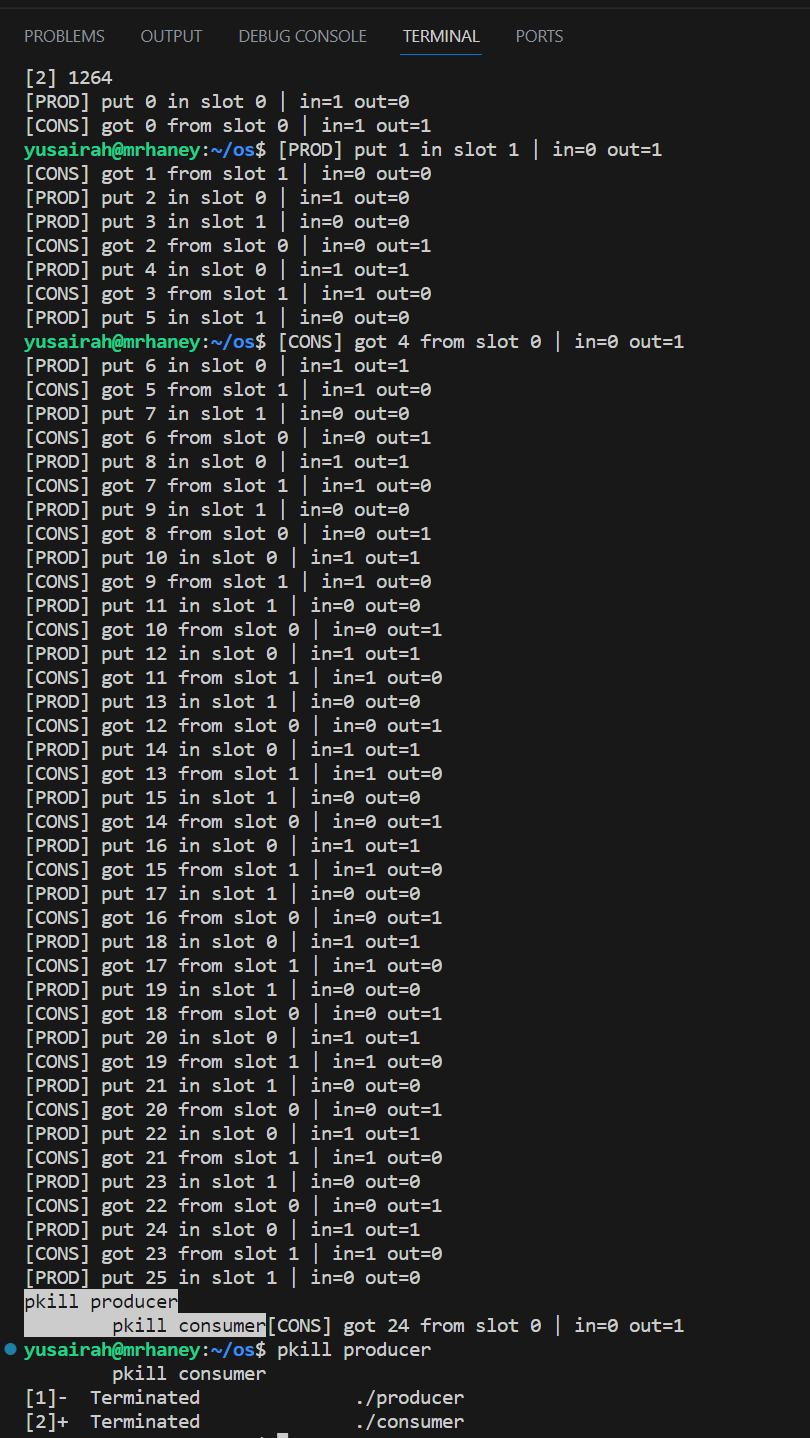 PROBLEMS OUTPUT DEBUG CONSOLE TERMINAL PORTS
[2] 1264
[PROD] put 0 in slot 0 | in=1 out=0
[CONS] got 0 from slot 0 | in=1 out=1
yusairah@mrhaney:~/os$ [PROD] put 1 in slot 1 | in=0 out=1
[CONS] got 1 from slot 1 | in=0 out=0
[PROD] put 2 in slot 0 | in=1 out=0
[PROD] put 3 in slot 1 | in=0 out=0
[CONS] got 2 from slot 0 | in=0 out=1
[PROD] put 4 in slot 0 | in=1 out=1
[CONS] got 3 from slot 1 | in=1 out=0
[PROD] put 5 in slot 1 | in=0 out=0
yusairah@mrhaney:~/os$ [CONS] got 4 from slot 0 | in=0 out=1
[PROD] put 6 in slot 0 | in=1 out=1
[CONS] got 5 from slot 1 | in=1 out=0
[PROD] put 7 in slot 1 | in=0 out=0
[CONS] got 6 from slot 0 | in=0 out=1
[PROD] put 8 in slot 0 | in=1 out=1
[CONS] got 7 from slot 1 | in=1 out=0
[PROD] put 9 in slot 1 | in=0 out=0
[CONS] got 8 from slot 0 | in=0 out=1
[PROD] put 10 in slot 0 | in=1 out=1
[CONS] got 9 from slot 1 | in=1 out=0
[PROD] put 11 in slot 1 | in=0 out=0
[CONS] got 10 from slot 0 | in=0 out=1
[PROD] put 12 in slot 0 | in=1 out=1
[CONS] got 11 from slot 1 | in=1 out=0
[PROD] put 13 in slot 1 | in=0 out=0
[CONS] got 12 from slot 0 | in=0 out=1
[PROD] put 14 in slot 0 | in=1 out=1
[CONS] got 13 from slot 1 | in=1 out=0
[PROD] put 15 in slot 1 | in=0 out=0
[CONS] got 14 from slot 0 | in=0 out=1
[PROD] put 16 in slot 0 | in=1 out=1
[CONS] got 15 from slot 1 | in=1 out=0
[PROD] put 17 in slot 1 | in=0 out=0
[CONS] got 16 from slot 0 | in=0 out=1
[PROD] put 18 in slot 0 | in=1 out=1
[CONS] got 17 from slot 1 | in=1 out=0
[PROD] put 19 in slot 1 | in=0 out=0
[CONS] got 18 from slot 0 | in=0 out=1
[PROD] put 20 in slot 0 | in=1 out=1
[CONS] got 19 from slot 1 | in=1 out=0
[PROD] put 21 in slot 1 | in=0 out=0
[CONS] got 20 from slot 0 | in=0 out=1
[PROD] put 22 in slot 0 | in=1 out=1
[CONS] got 21 from slot 1 | in=1 out=0
[PROD] put 23 in slot 1 | in=0 out=0
[CONS] got 22 from slot 0 | in=0 out=1
[PROD] put 24 in slot 0 | in=1 out=1
[CONS] got 23 from slot 1 | in=1 out=0
[PROD] put 25 in slot 1 | in=0 out=0
pkill producer
        pkill consumer[CONS] got 24 from slot 0 | in=0 out=1
yusairah@mrhaney:~/os$ pkill producer
        pkill consumer
[1]-  Terminated              ./producer
[2]+  Terminated              ./consumer